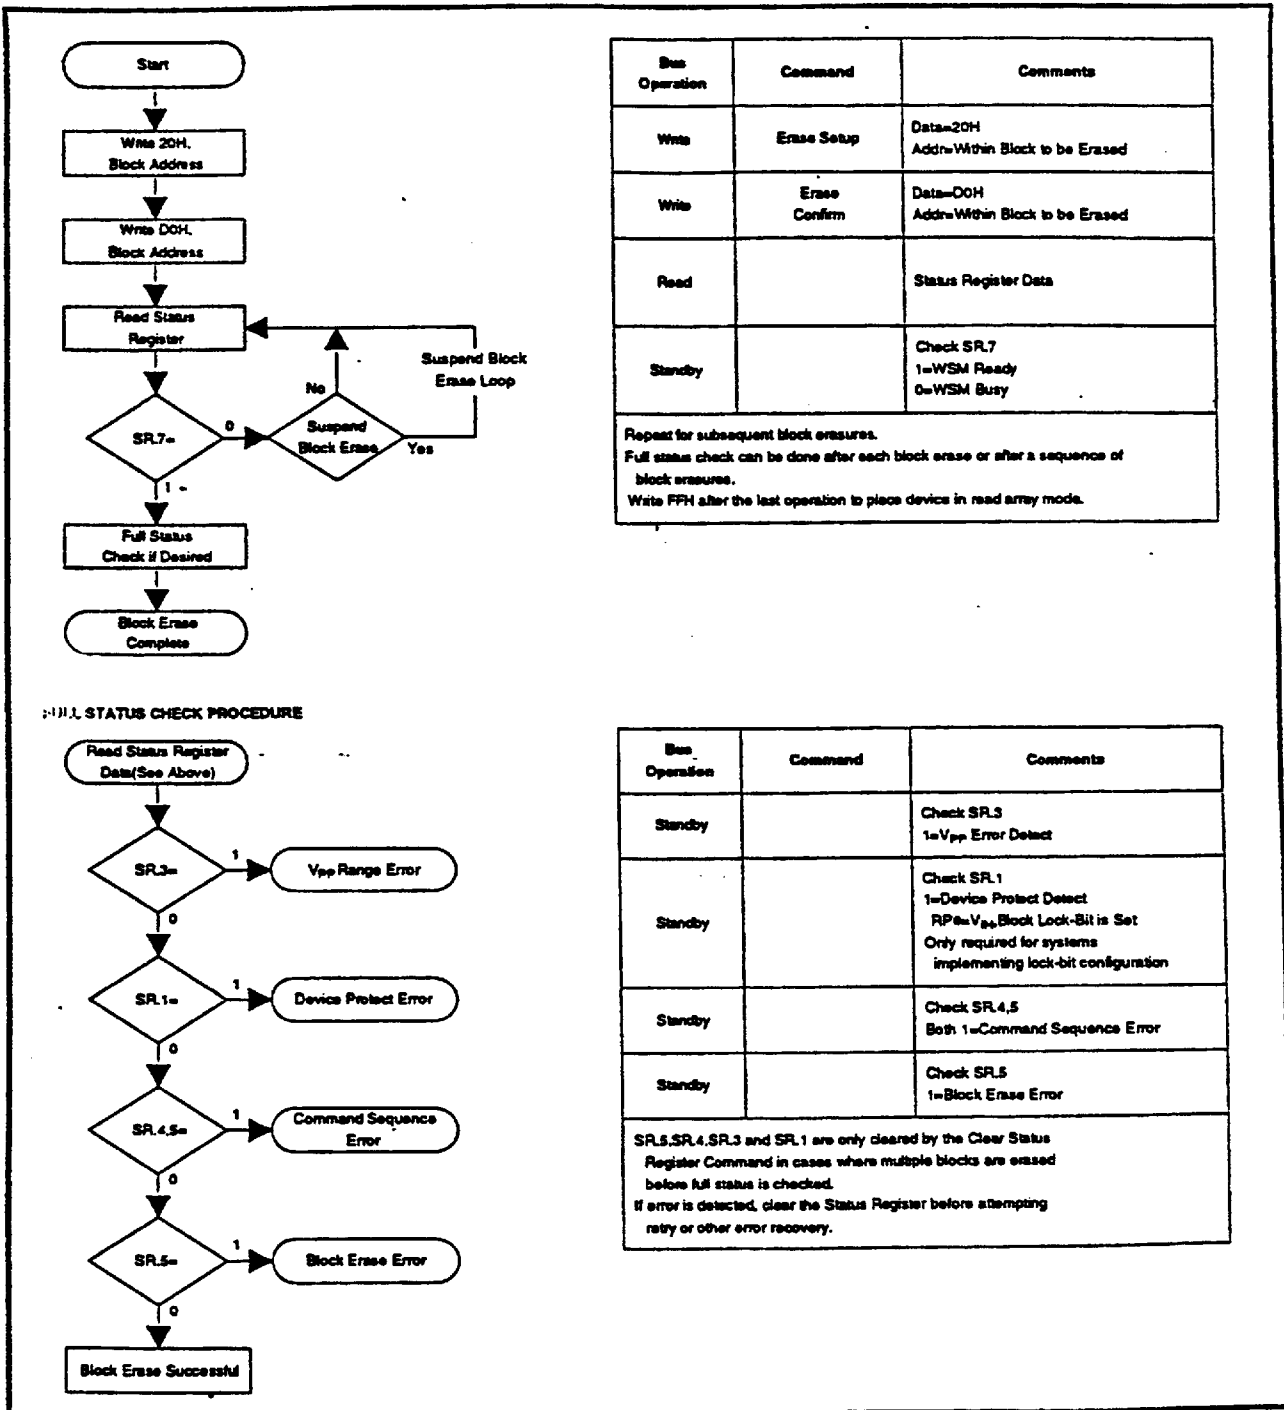 Start
Write 20H,
Block Address
Write D0H,
Block Address
Read Status
Register
Suspend Block
Erase Loop
No
SR.7=
0
Suspend
Block Erase
Yes
1
Full Status
Check if Desired
Block Erase
Complete
Bus
Operation
Command
Comments
Write
Erase Setup
Data=20H
Addr=Within Block to be Erased
Write
Erase
Confirm
Data=D0H
Addr=Within Block to be Erased
Read
Status Register Data
Standby
Check SR.7
1=WSM Ready
0=WSM Busy
Repeat for subsequent block erasures.
Full status check can be done after each block erase or after a sequence of
block erasures.
Write FFH after the last operation to place device in read array mode.
STATUS CHECK PROCEDURE
Read Status Register
Data(See Above)
SR.3=
1
VPP Range Error
0
SR.1=
1
Device Protect Error
0
SR.4,5=
1
Command Sequence
Error
0
SR.5=
1
Block Erase Error
0
Block Erase Successful
Bus
Operation
Command
Comments
Standby
Check SR.3
1=VPP Error Detect
Standby
Check SR.1
1=Device Protect Detect
Block Lock-Bit is Set
Only required for systems
implementing lock-bit configuration
Standby
Check SR.4,5
Both 1=Command Sequence Error
Standby
Check SR.5
1=Block Erase Error
SR.5,SR.4,SR.3 and SR.1 are only cleared by the Clear Status
Register Command in cases where multiple blocks are erased
before full status is checked.
If error is detected, clear the Status Register before attempting
retry or other error recovery.